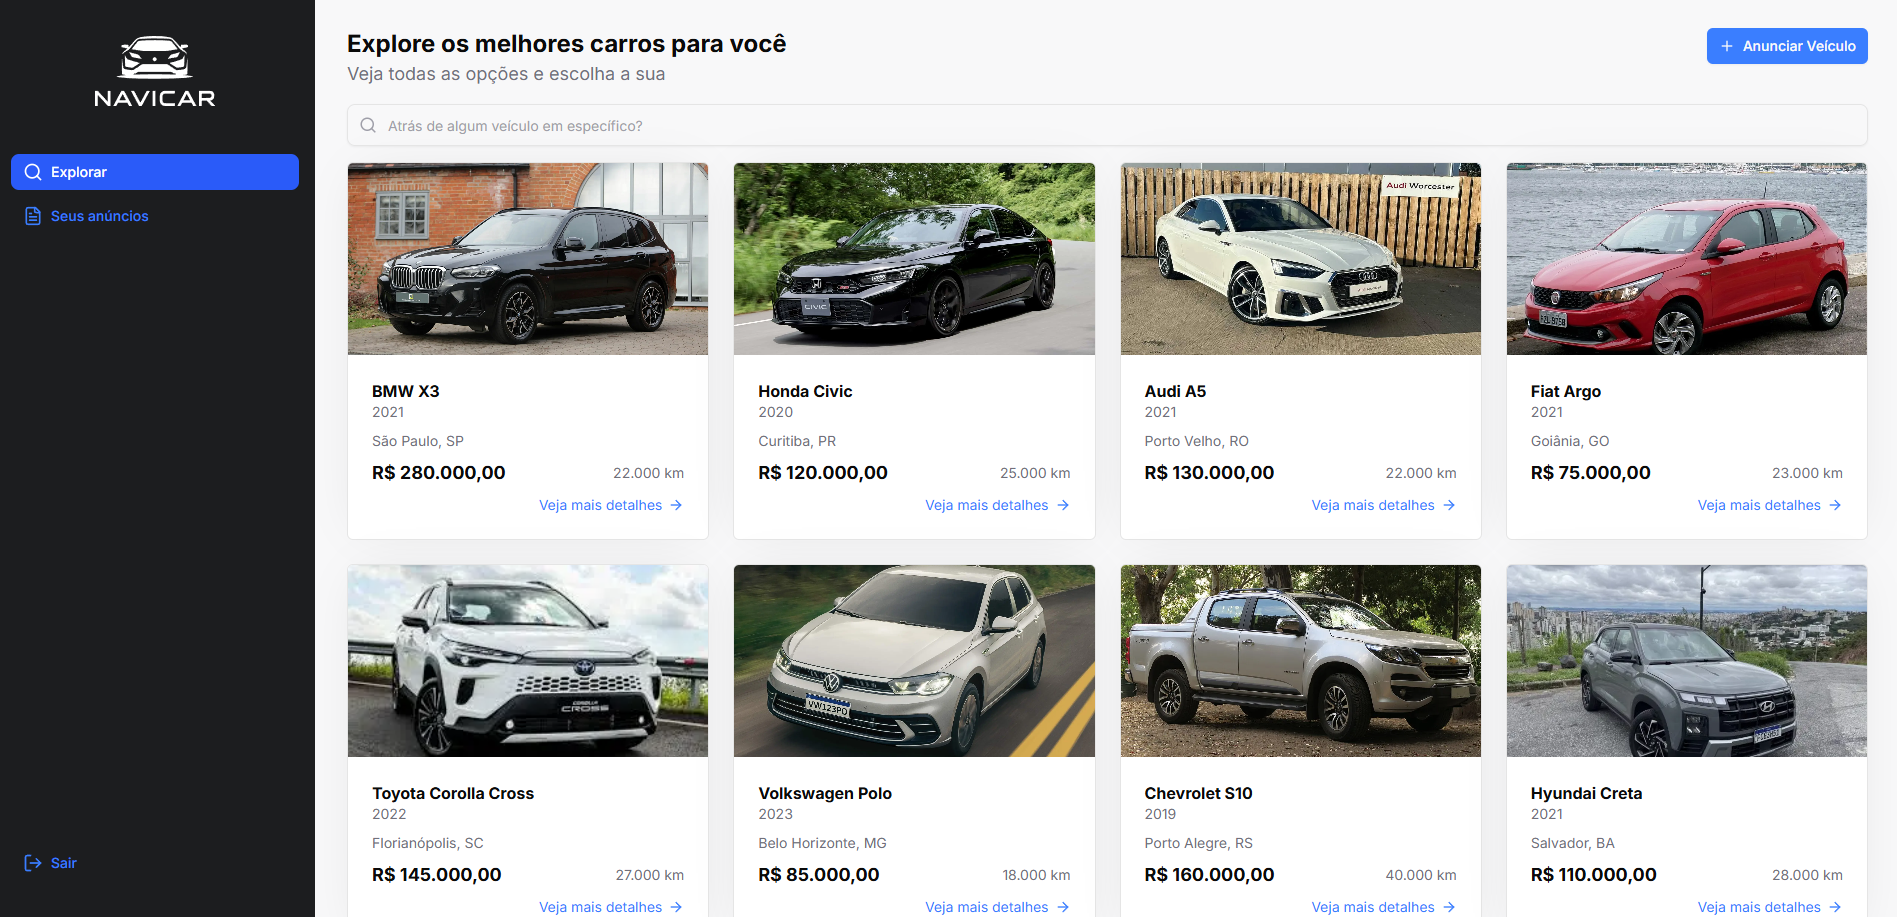 NAVICAR
Explorar
Seus anúncios
Sair
Explore os melhores carros para você
Veja todas as opções e escolha a sua
Anunciar Veículo
Atrás de algum veículo em específico?
CIVIC
Audi Worcester
BMW X3
2021
São Paulo, SP
R$ 280.000,00 22.000 km
Veja mais detalhes
Honda Civic
2020
Curitiba, PR
R$ 120.000,00 25.000 km
Veja mais detalhes
Audi A5
2021
Porto Velho, RO
R$ 130.000,00 22.000 km
Veja mais detalhes
Fiat Argo
2021
Goiânia, GO
R$ 75.000,00 23.000 km
Veja mais detalhes
COROLLA
CROSS
VW123PO
Toyota Corolla Cross
2022
Florianópolis, SC
R$ 145.000,00 27.000 km
Veja mais detalhes
Volkswagen Polo
2023
Belo Horizonte, MG
R$ 85.000,00 18.000 km
Veja mais detalhes
Chevrolet S10
2019
Porto Alegre, RS
R$ 160.000,00 40.000 km
Veja mais detalhes
Hyundai Creta
2021
Salvador, BA
R$ 110.000,00 28.000 km
Veja mais detalhes